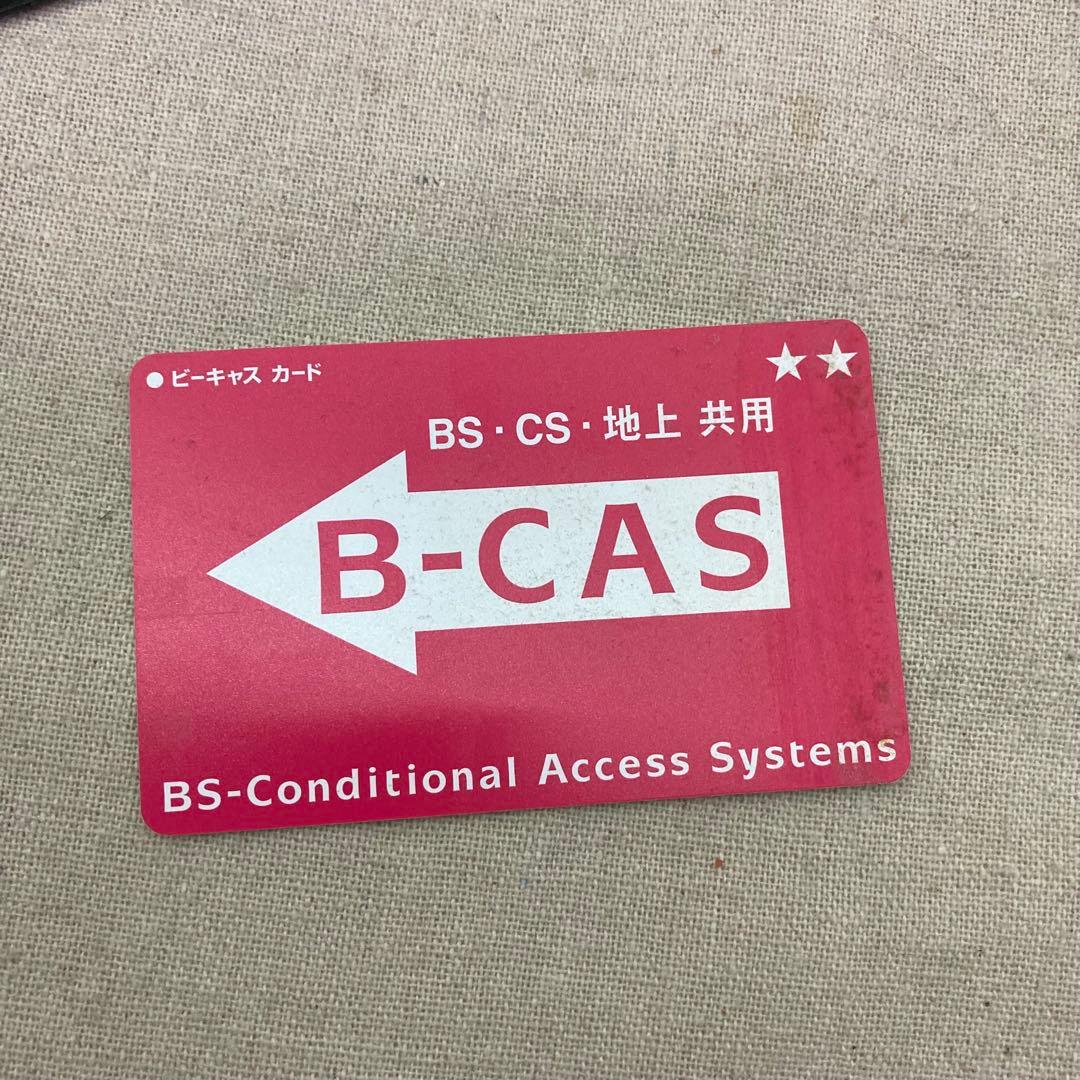 ●ビーキャス カード
★★
BS・CS・地上 共用
B-CAS
BS-Conditional Access Systems